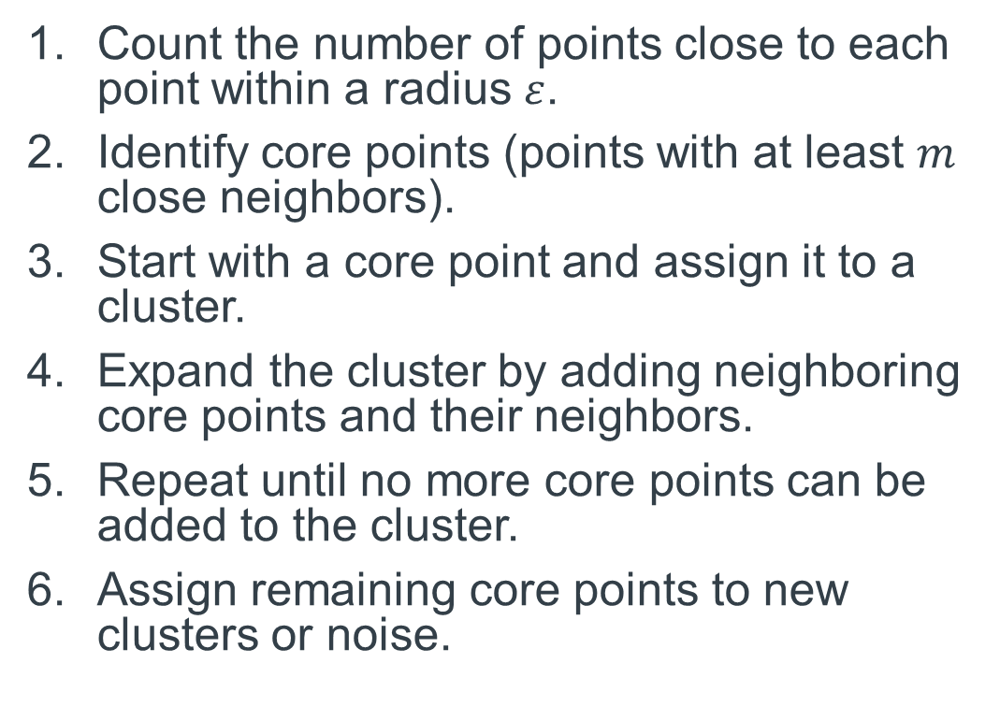 1. Count the number of points close to each
point within a radius 𝜀.
2. Identify core points (points with at least 𝑚
close neighbors).
3. Start with a core point and assign it to a
cluster.
4. Expand the cluster by adding neighboring
core points and their neighbors.
5. Repeat until no more core points can be
added to the cluster.
6. Assign remaining core points to new
clusters or noise.